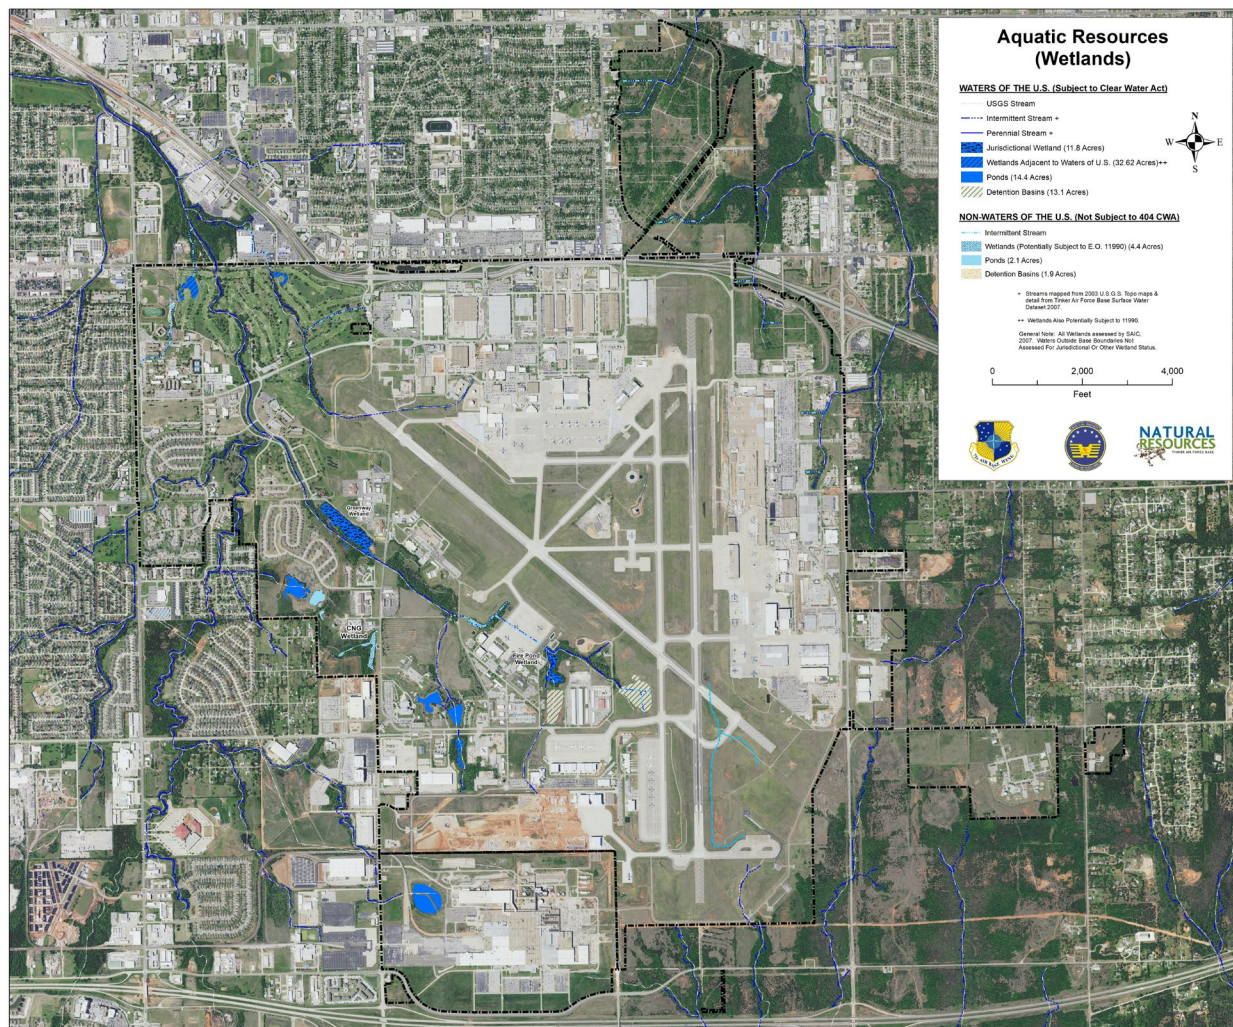 Aquatic Resources
(Wetlands)
WATERS OF THE U.S. (Subject to Clear Water Act)
USGS Stream
Intermittent Stream +
Perennial Stream +
Jurisdictional Wetland (11.8 Acres)
Wetlands Adjacent to Waters of U.S. (32.62 Acres)++
Ponds (14.4 Acres)
Detention Basins (13.1 Acres)
N
W
E
S
NON-WATERS OF THE U.S. (Not Subject to 404 CWA)
Intermittent Stream
Wetlands (Potentially Subject to E.O. 11990) (4.4 Acres)
Ponds (2.1 Acres)
Detention Basins (1.9 Acres)
+ Streams mapped from 2003 U.S.G.S. Topo maps &
detail from Tinker Air Force Base Surface Water
Dataset 2007.
++ Wetlands Also Potentially Subject to 11990.
General Note: All Wetlands assessed by SAIC,
2007. Waters Outside Base Boundaries Not
Assessed For Jurisdictional Or Other Wetland Status.
0 2,000 4,000
Feet
NATURAL
RESOURCES
TINKER AIR FORCE BASE
Greenway
Wetland
CNG
Wetland
Fire Pond
Wetland